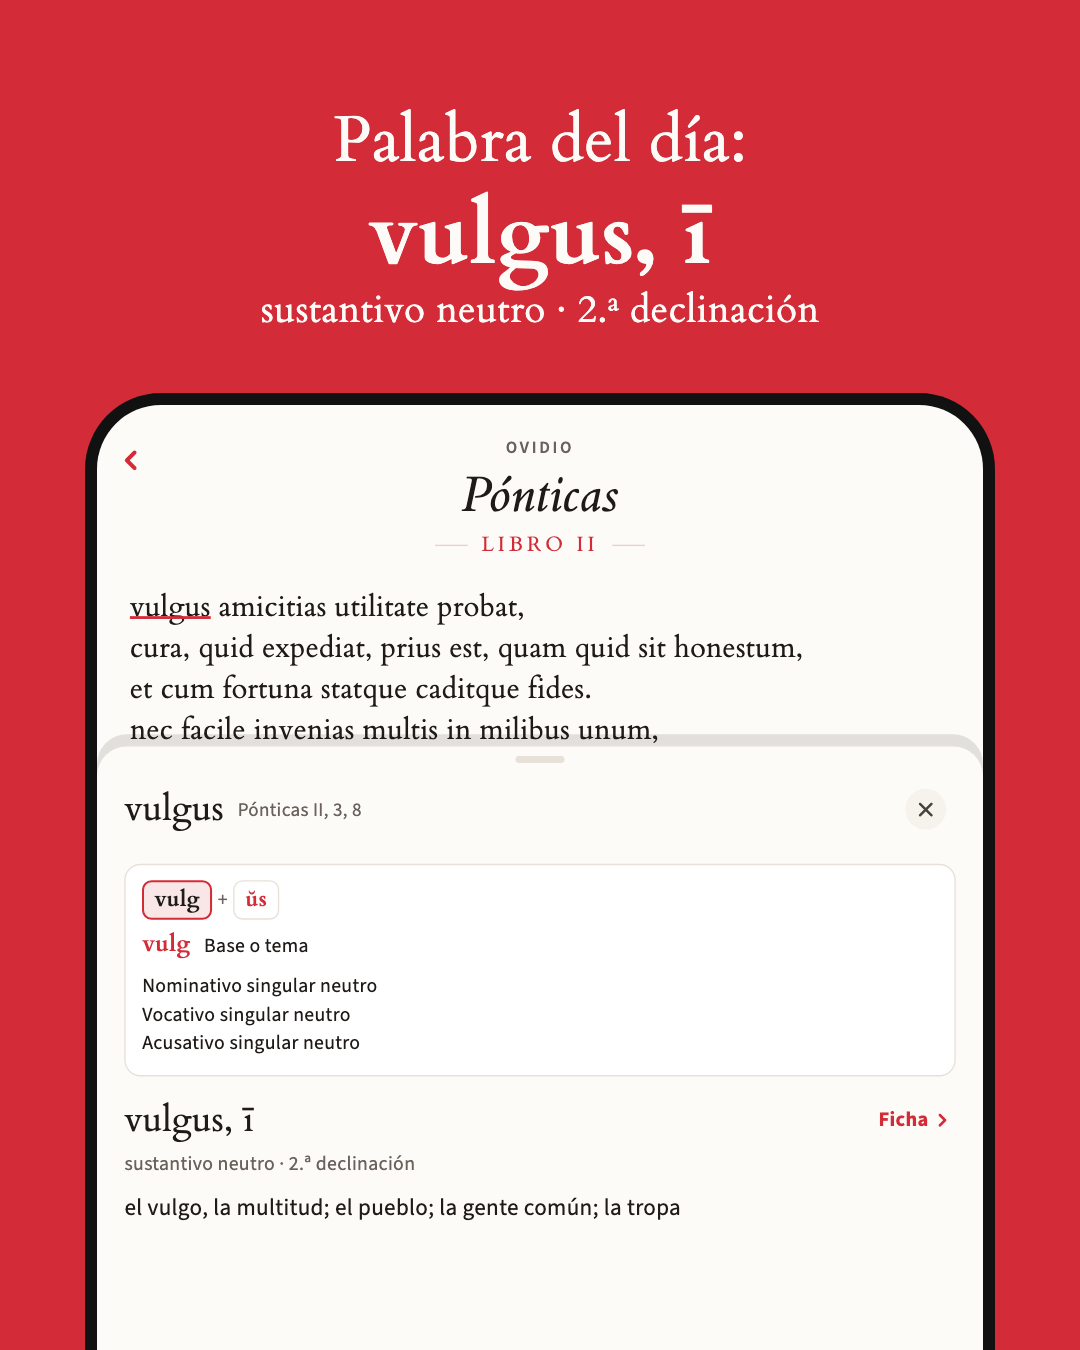 Palabra del día:
vulgus, ī
sustantivo neutro · 2.ª declinación
OVIDIO
Pónticas
LIBRO II
vulgus amicitias utilitate probat,
cura, quid expediat, prius est, quam quid sit honestum,
et cum fortuna statque caditque fides.
nec facile invenias multis in milibus unum,
vulgus Pónticas II, 3, 8
vulg + ŭs
vulg Base o tema
Nominativo singular neutro
Vocativo singular neutro
Acusativo singular neutro
vulgus, ī Ficha
sustantivo neutro · 2.ª declinación
el vulgo, la multitud; el pueblo; la gente común; la tropa